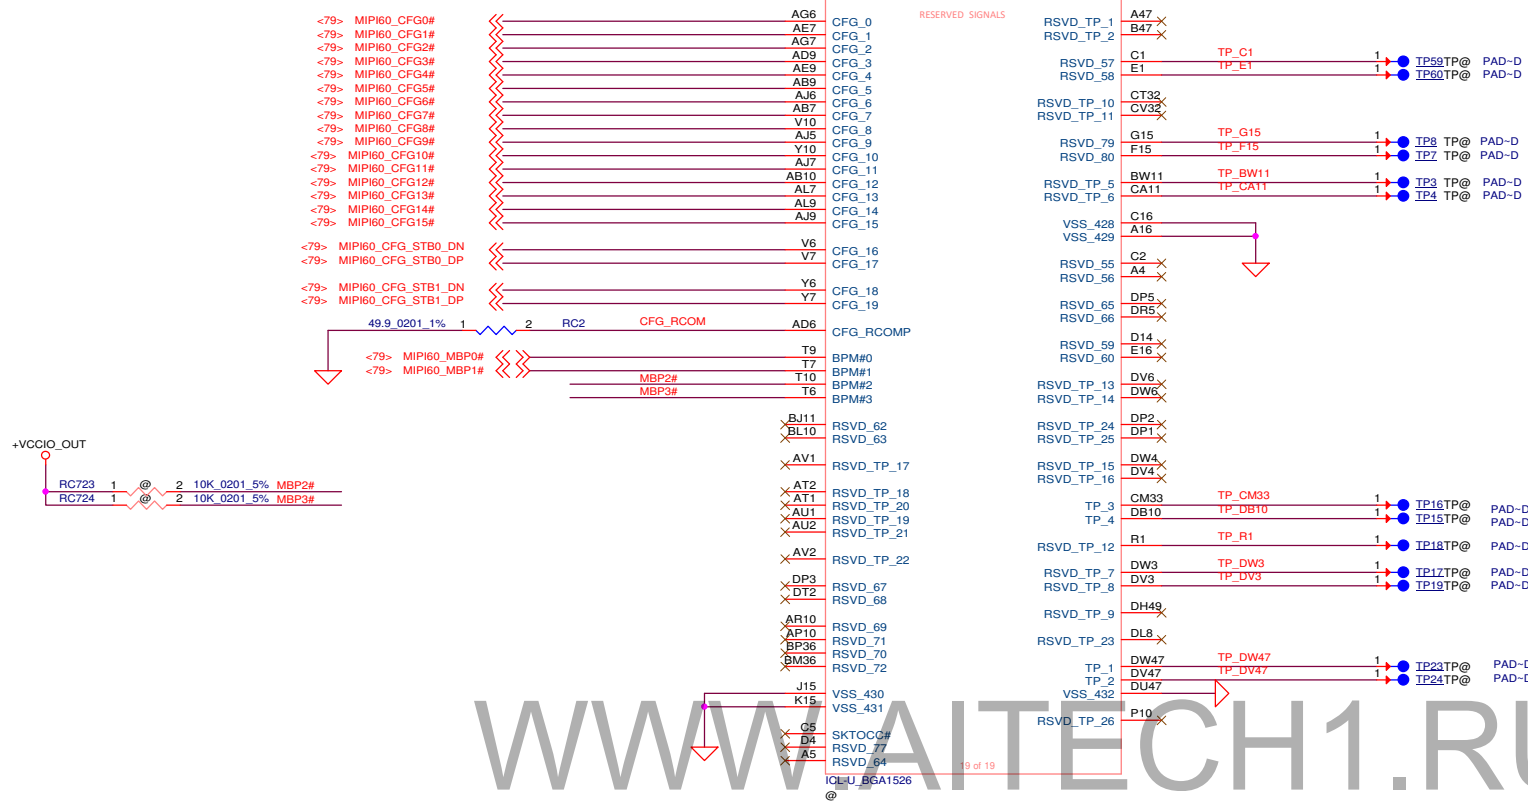 RESERVED SIGNALS
<79> MIPI60_CFG0# AG6 CFG_0
<79> MIPI60_CFG1# AE7 CFG_1
<79> MIPI60_CFG2# AG7 CFG_2
<79> MIPI60_CFG3# AD9 CFG_3
<79> MIPI60_CFG4# AE9 CFG_4
<79> MIPI60_CFG5# AB9 CFG_5
<79> MIPI60_CFG6# AJ6 CFG_6
<79> MIPI60_CFG7# AB7 CFG_7
<79> MIPI60_CFG8# V10 CFG_8
<79> MIPI60_CFG9# AJ5 CFG_9
<79> MIPI60_CFG10# Y10 CFG_10
<79> MIPI60_CFG11# AJ7 CFG_11
<79> MIPI60_CFG12# AB10 CFG_12
<79> MIPI60_CFG13# AL7 CFG_13
<79> MIPI60_CFG14# AL9 CFG_14
<79> MIPI60_CFG15# AJ9 CFG_15
<79> MIPI60_CFG_STB0_DN V6 CFG_16
<79> MIPI60_CFG_STB0_DP V7 CFG_17
<79> MIPI60_CFG_STB1_DN Y6 CFG_18
<79> MIPI60_CFG_STB1_DP Y7 CFG_19
49.9_0201_1% 1 2 RC2 CFG_RCOM AD6 CFG_RCOMP
<79> MIPI60_MBP0# T9 BPM#0
<79> MIPI60_MBP1# T7 BPM#1
MBP2# T10 BPM#2
MBP3# T6 BPM#3
BJ11 RSVD_62
BL10 RSVD_63
AV1 RSVD_TP_17
AT2 RSVD_TP_18
AT1 RSVD_TP_20
AU1 RSVD_TP_19
AU2 RSVD_TP_21
AV2 RSVD_TP_22
DP3 RSVD_67
DT2 RSVD_68
AR10 RSVD_69
AP10 RSVD_71
BP36 RSVD_70
BM36 RSVD_72
J15 VSS_430
K15 VSS_431
C5 SKTOCC#
D4 RSVD_77
A5 RSVD_64
+VCCIO_OUT
RC723 1 @ 2 10K_0201_5% MBP2#
RC724 1 @ 2 10K_0201_5% MBP3#
RSVD_TP_1 A47
RSVD_TP_2 B47
RSVD_57 C1 TP_C1 1 TP59 TP@ PAD~D
RSVD_58 E1 TP_E1 1 TP60 TP@ PAD~D
RSVD_TP_10 CT32
RSVD_TP_11 CV32
RSVD_79 G15 TP_G15 1 TP8 TP@ PAD~D
RSVD_80 F15 TP_F15 1 TP7 TP@ PAD~D
RSVD_TP_5 BW11 TP_BW11 1 TP3 TP@ PAD~D
RSVD_TP_6 CA11 TP_CA11 1 TP4 TP@ PAD~D
VSS_428 C16
VSS_429 A16
RSVD_55 C2
RSVD_56 A4
RSVD_65 DP5
RSVD_66 DR5
RSVD_59 D14
RSVD_60 E16
RSVD_TP_13 DV6
RSVD_TP_14 DW6
RSVD_TP_24 DP2
RSVD_TP_25 DP1
RSVD_TP_15 DW4
RSVD_TP_16 DV4
TP_3 CM33 TP_CM33 1 TP16 TP@ PAD~D
TP_4 DB10 TP_DB10 1 TP15 TP@ PAD~D
RSVD_TP_12 R1 TP_R1 1 TP18 TP@ PAD~D
RSVD_TP_7 DW3 TP_DW3 1 TP17 TP@ PAD~D
RSVD_TP_8 DV3 TP_DV3 1 TP19 TP@ PAD~D
RSVD_TP_9 DH49
RSVD_TP_23 DL8
TP_1 DW47 TP_DW47 1 TP23 TP@ PAD~D
TP_2 DV47 TP_DV47 1 TP24 TP@ PAD~D
VSS_432 DU47
RSVD_TP_26 P10
19 of 19
ICL-U_BGA1526
@
WWW.AITECH1.RU